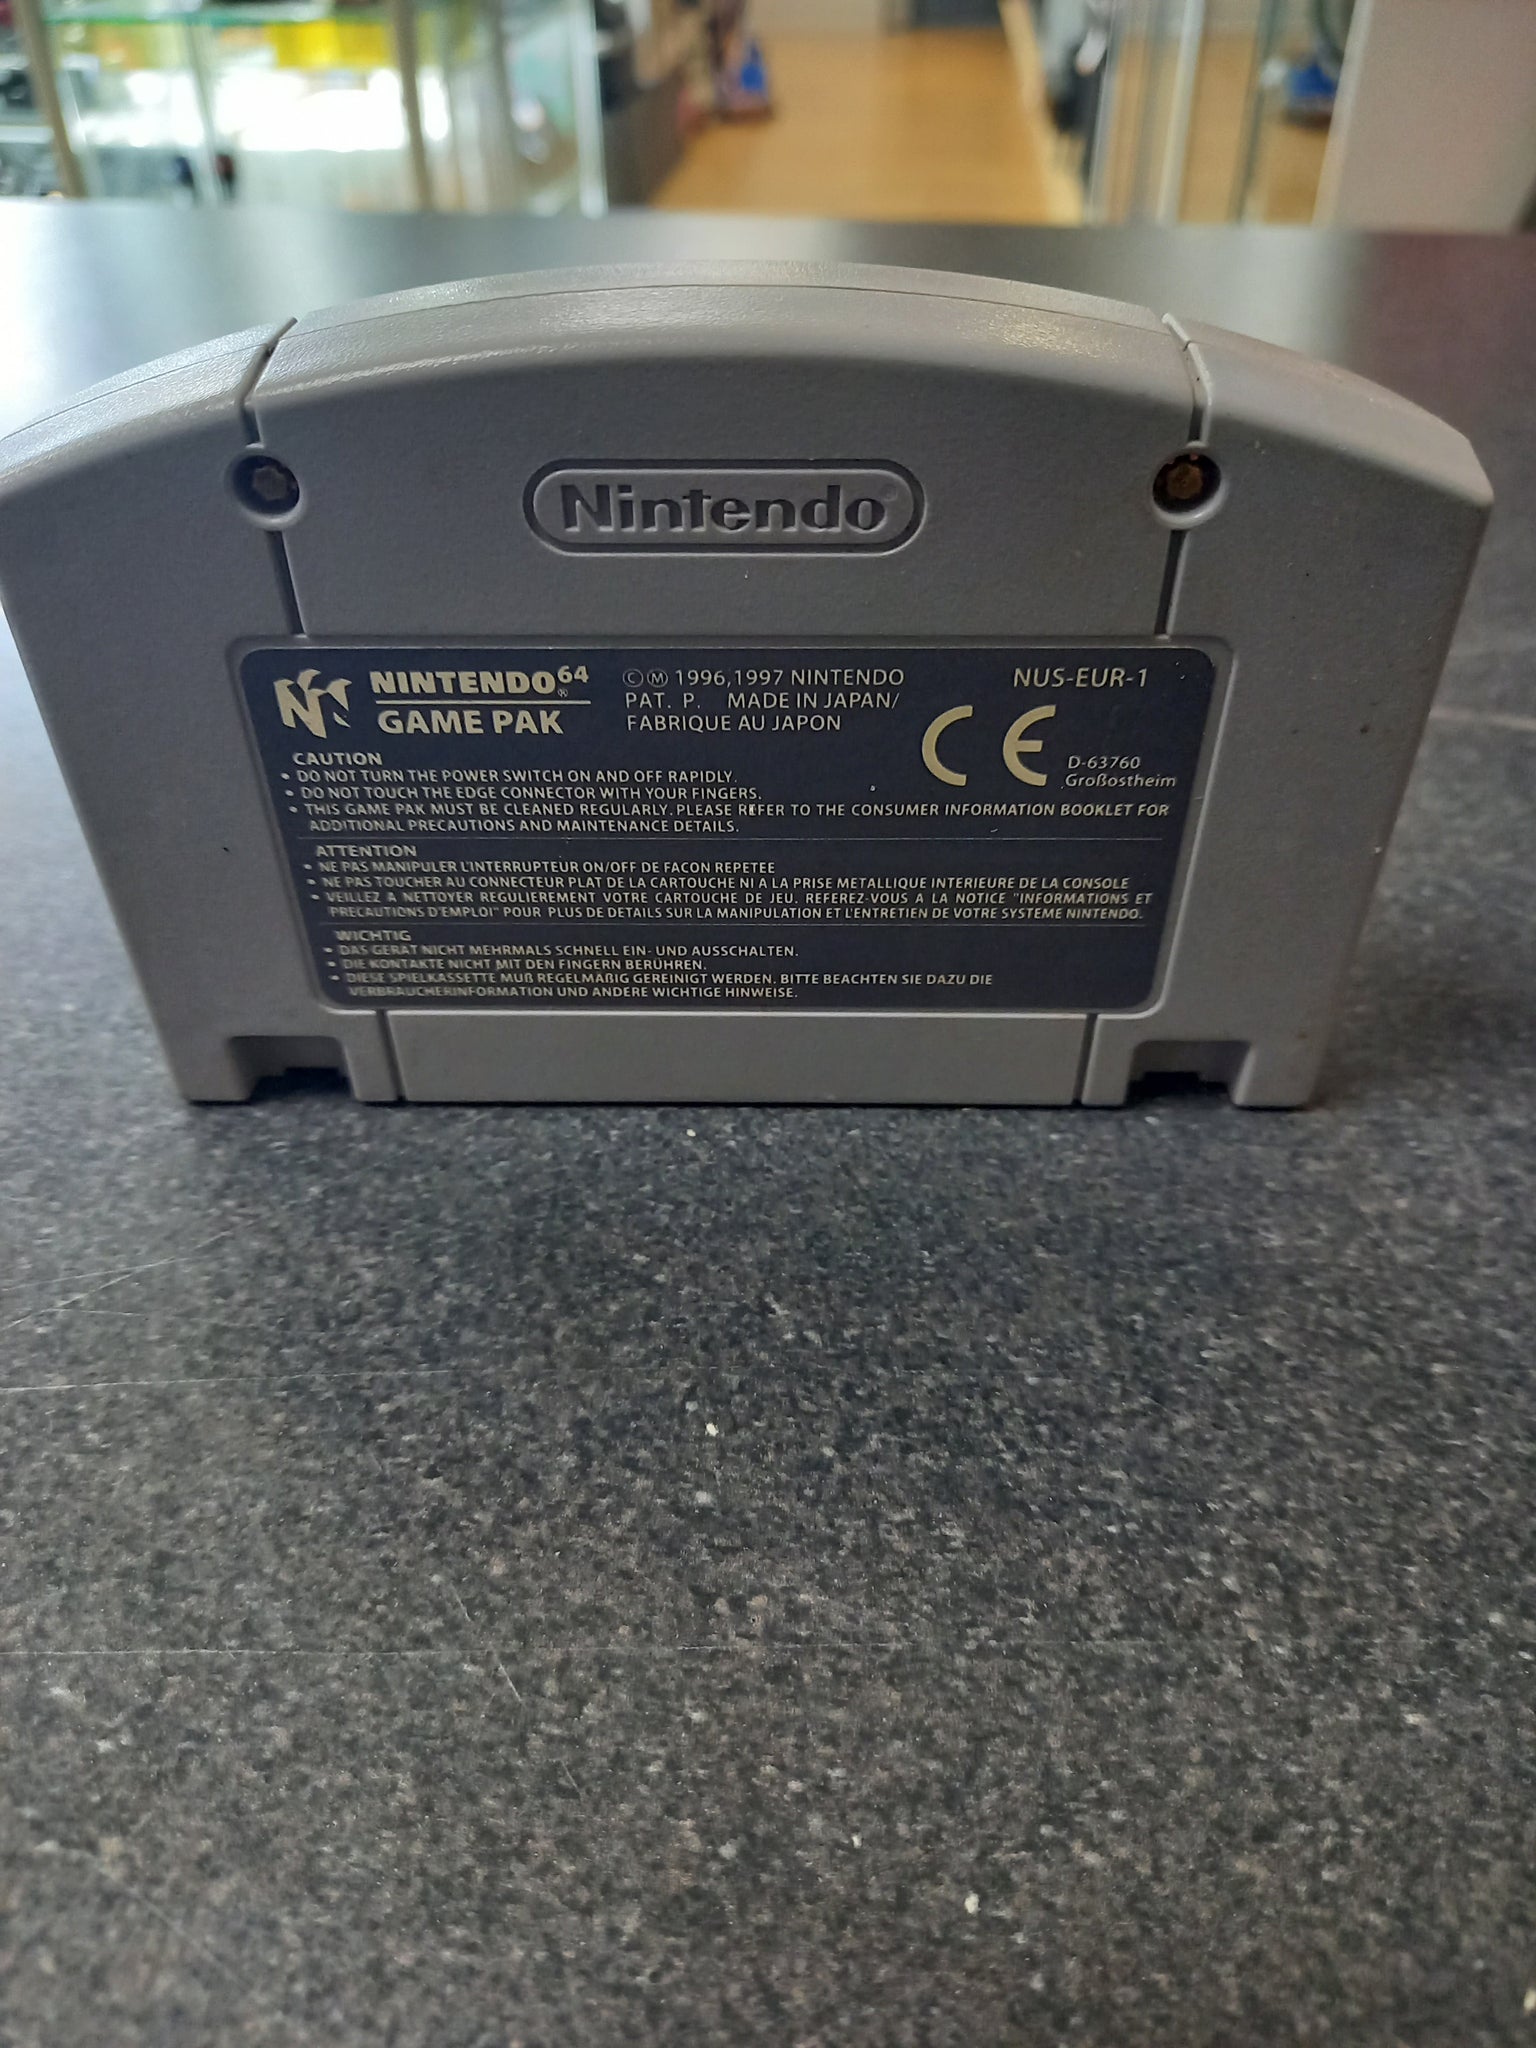 Nintendo®
NINTENDO64®
GAME PAK
ⒸⓂ 1996,1997 NINTENDO
PAT. P. MADE IN JAPAN/
FABRIQUE AU JAPON
NUS-EUR-1
CE
D-63760
Großostheim
CAUTION
• DO NOT TURN THE POWER SWITCH ON AND OFF RAPIDLY.
• DO NOT TOUCH THE EDGE CONNECTOR WITH YOUR FINGERS.
• THIS GAME PAK MUST BE CLEANED REGULARLY. PLEASE REFER TO THE CONSUMER INFORMATION BOOKLET FOR
ADDITIONAL PRECAUTIONS AND MAINTENANCE DETAILS.
ATTENTION
• NE PAS MANIPULER L'INTERRUPTEUR ON/OFF DE FACON REPETEE
• NE PAS TOUCHER AU CONNECTEUR PLAT DE LA CARTOUCHE NI A LA PRISE METALLIQUE INTERIEURE DE LA CONSOLE
• VEILLEZ A NETTOYER REGULIEREMENT VOTRE CARTOUCHE DE JEU. REFEREZ-VOUS A LA NOTICE "INFORMATIONS ET
PRECAUTIONS D'EMPLOI" POUR PLUS DE DETAILS SUR LA MANIPULATION ET L'ENTRETIEN DE VOTRE SYSTEME NINTENDO.
WICHTIG
• DAS GERÄT NICHT MEHRMALS SCHNELL EIN- UND AUSSCHALTEN.
• DIE KONTAKTE NICHT MIT DEN FINGERN BERÜHREN.
• DIESE SPIELKASSETTE MUß REGELMÄßIG GEREINIGT WERDEN. BITTE BEACHTEN SIE DAZU DIE
VERBRAUCHERINFORMATION UND ANDERE WICHTIGE HINWEISE.